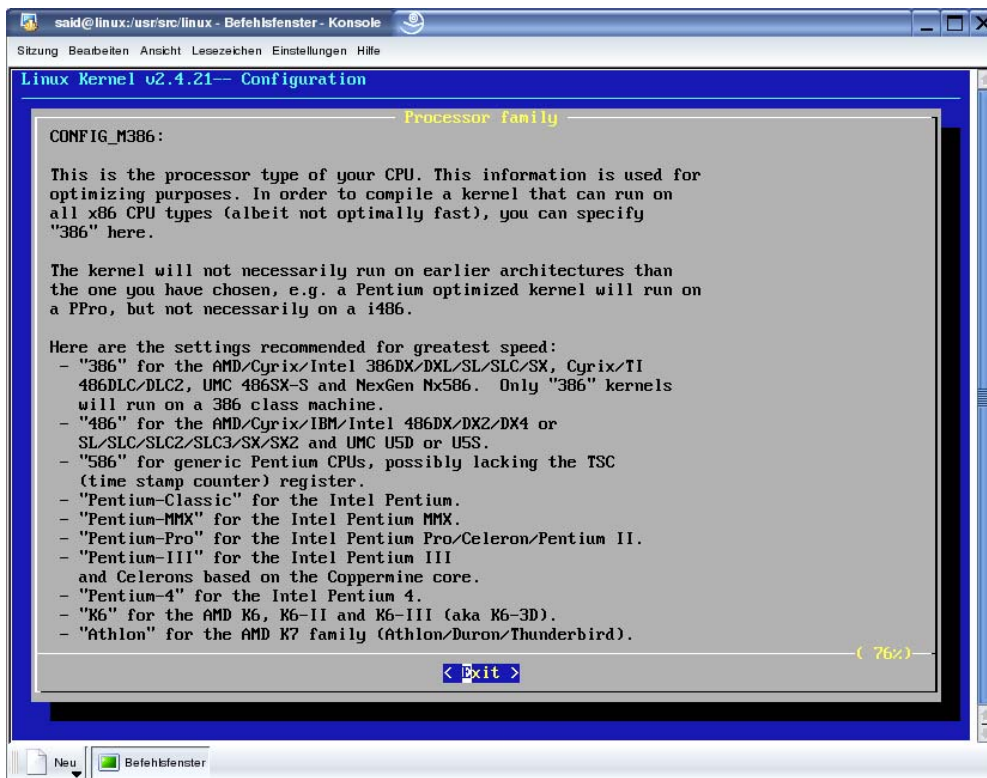 said@linux:/usr/src/linux - Befehlsfenster - Konsole
Sitzung Bearbeiten Ansicht Lesezeichen Einstellungen Hilfe
Linux Kernel v2.4.21-- Configuration
Processor family
CONFIG_M386:
This is the processor type of your CPU. This information is used for
optimizing purposes. In order to compile a kernel that can run on
all x86 CPU types (albeit not optimally fast), you can specify
"386" here.
The kernel will not necessarily run on earlier architectures than
the one you have chosen, e.g. a Pentium optimized kernel will run on
a PPro, but not necessarily on a i486.
Here are the settings recommended for greatest speed:
- "386" for the AMD/Cyrix/Intel 386DX/DXL/SL/SLC/SX, Cyrix/TI
486DLC/DLC2, UMC 486SX-S and NexGen Nx586.  Only "386" kernels
will run on a 386 class machine.
- "486" for the AMD/Cyrix/IBM/Intel 486DX/DX2/DX4 or
SL/SLC/SLC2/SLC3/SX/SX2 and UMC U5D or U5S.
- "586" for generic Pentium CPUs, possibly lacking the TSC
(time stamp counter) register.
- "Pentium-Classic" for the Intel Pentium.
- "Pentium-MMX" for the Intel Pentium MMX.
- "Pentium-Pro" for the Intel Pentium Pro/Celeron/Pentium II.
- "Pentium-III" for the Intel Pentium III
and Celerons based on the Coppermine core.
- "Pentium-4" for the Intel Pentium 4.
- "K6" for the AMD K6, K6-II and K6-III (aka K6-3D).
- "Athlon" for the AMD K7 family (Athlon/Duron/Thunderbird).
( 76%)
< Exit >
Neu Befehlsfenster